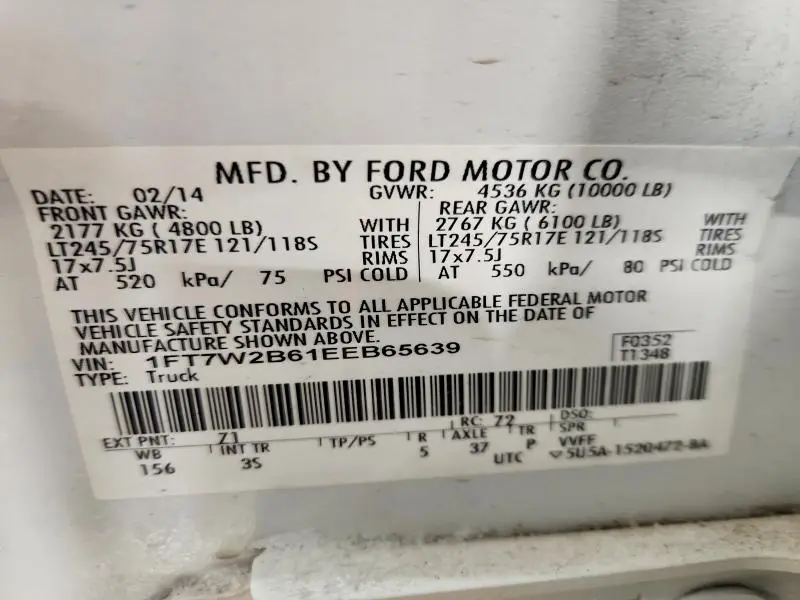 MFD. BY FORD MOTOR CO.
DATE: 02/14 GVWR: 4536 KG (10000 LB)
FRONT GAWR: REAR GAWR:
2177 KG ( 4800 LB) WITH 2767 KG ( 6100 LB) WITH
LT245/75R17E 121/118S TIRES LT245/75R17E 121/118S TIRES
17x7.5J RIMS 17x7.5J RIMS
AT 520 kPa/ 75 PSI COLD AT 550 kPa/ 80 PSI COLD
THIS VEHICLE CONFORMS TO ALL APPLICABLE FEDERAL MOTOR
VEHICLE SAFETY STANDARDS IN EFFECT ON THE DATE OF
MANUFACTURE SHOWN ABOVE.
VIN: 1FT7W2B61EEB65639 F0352
TYPE: Truck T1348
EXT PNT: Z1 RC: 72 DSO:
WB INT TR TP/PS R AXLE TR SPR
156 3S 5 37 P VVFF
UTC 5U5A-1520472-BA